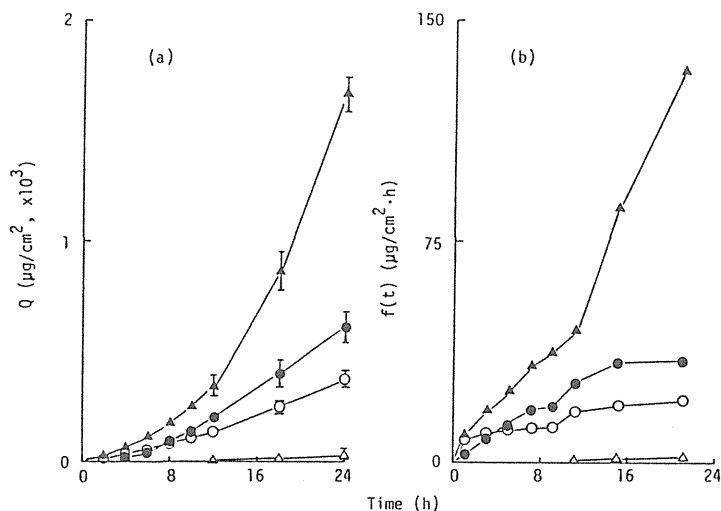 2
(a)
1
0
Q (µg/cm², x10³)
0 8 16 24
150
(b)
75
0
f(t) (µg/cm²·h)
0 8 16 24
Time (h)